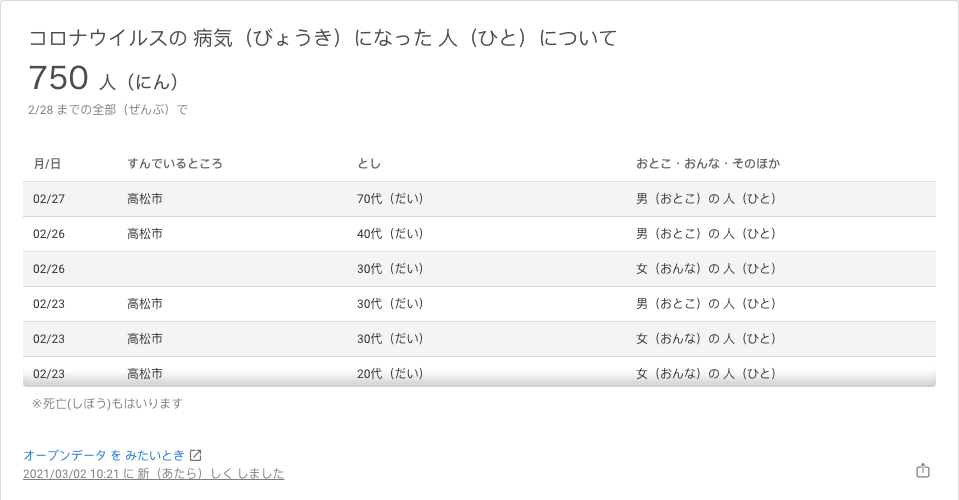 コロナウイルスの 病気（びょうき）になった 人（ひと）について
750 人（にん）
2/28 までの全部（ぜんぶ）で
月/日 すんでいるところ とし おとこ・おんな・そのほか
02/27 高松市 70代（だい） 男（おとこ）の 人（ひと）
02/26 高松市 40代（だい） 男（おとこ）の 人（ひと）
02/26 30代（だい） 女（おんな）の 人（ひと）
02/23 高松市 30代（だい） 男（おとこ）の 人（ひと）
02/23 高松市 30代（だい） 女（おんな）の 人（ひと）
02/23 高松市 20代（だい） 女（おんな）の 人（ひと）
※死亡(しぼう)もはいります
オープンデータ を みたいとき
2021/03/02 10:21 に 新（あたら）しく しました